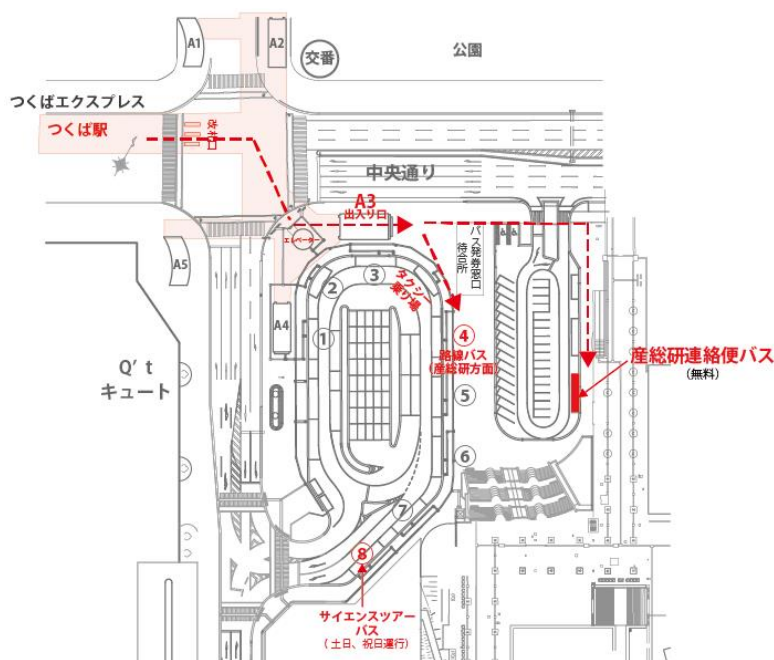 A1
A2
交番
公園
つくばエクスプレス
つくば駅
改札口
中央通り
A3
出入り口
エレベーター
A5
バス発券窓口
待合所
②
③
タクシー
乗り場
A4
①
④
路線バス
(産総研方面)
産総研連絡便バス
(無料)
Q't
キュート
⑤
⑥
⑦
⑧
サイエンスツアー
バス
(土日、祝日運行)